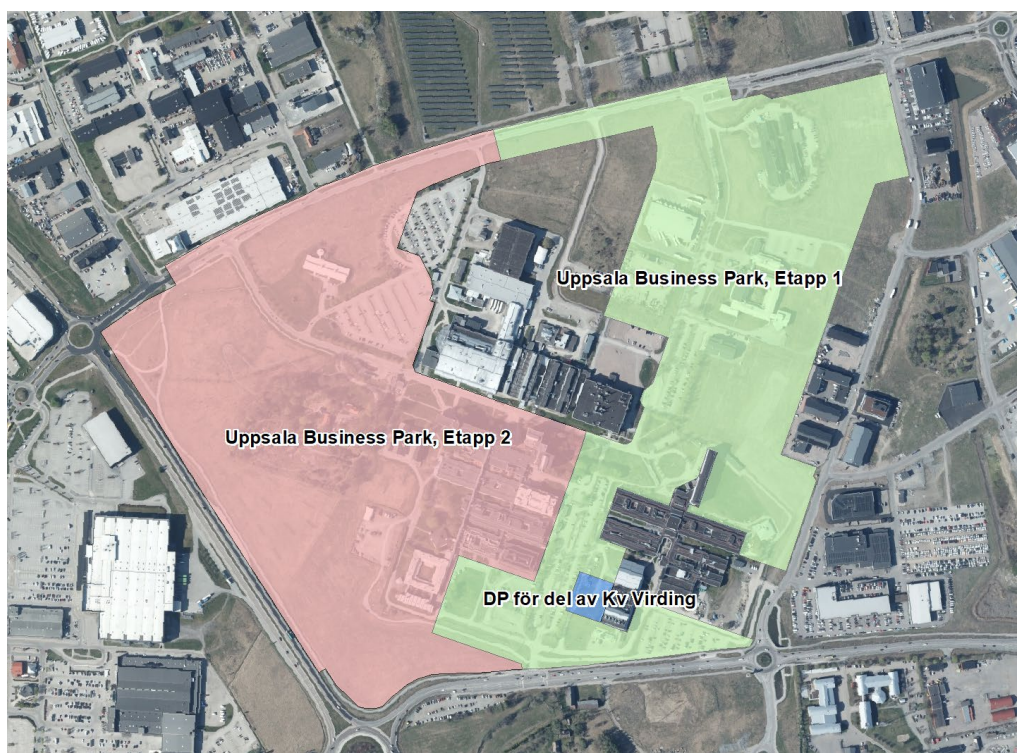 Uppsala Business Park, Etapp 1
Uppsala Business Park, Etapp 2
DP för del av Kv Virding